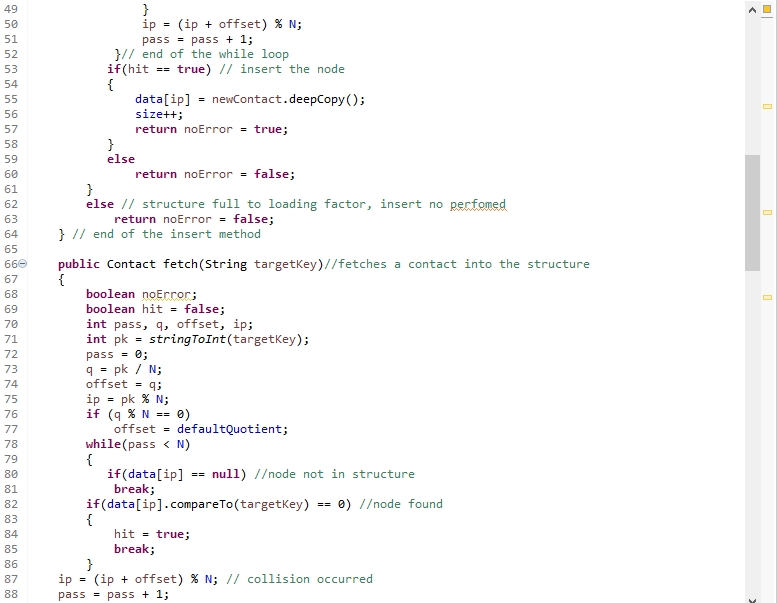 49 }
50 ip = (ip + offset) % N;
51 pass = pass + 1;
52 }// end of the while loop
53 if(hit == true) // insert the node
54 {
55 data[ip] = newContact.deepCopy();
56 size++;
57 return noError = true;
58 }
59 else
60 return noError = false;
61 }
62 else // structure full to loading factor, insert no perfomed
63 return noError = false;
64 } // end of the insert method
65
66 public Contact fetch(String targetKey)//fetches a contact into the structure
67 {
68 boolean noError;
69 boolean hit = false;
70 int pass, q, offset, ip;
71 int pk = stringToInt(targetKey);
72 pass = 0;
73 q = pk / N;
74 offset = q;
75 ip = pk % N;
76 if (q % N == 0)
77 offset = defaultQuotient;
78 while(pass < N)
79 {
80 if(data[ip] == null) //node not in structure
81 break;
82 if(data[ip].compareTo(targetKey) == 0) //node found
83 {
84 hit = true;
85 break;
86 }
87 ip = (ip + offset) % N; // collision occurred
88 pass = pass + 1;